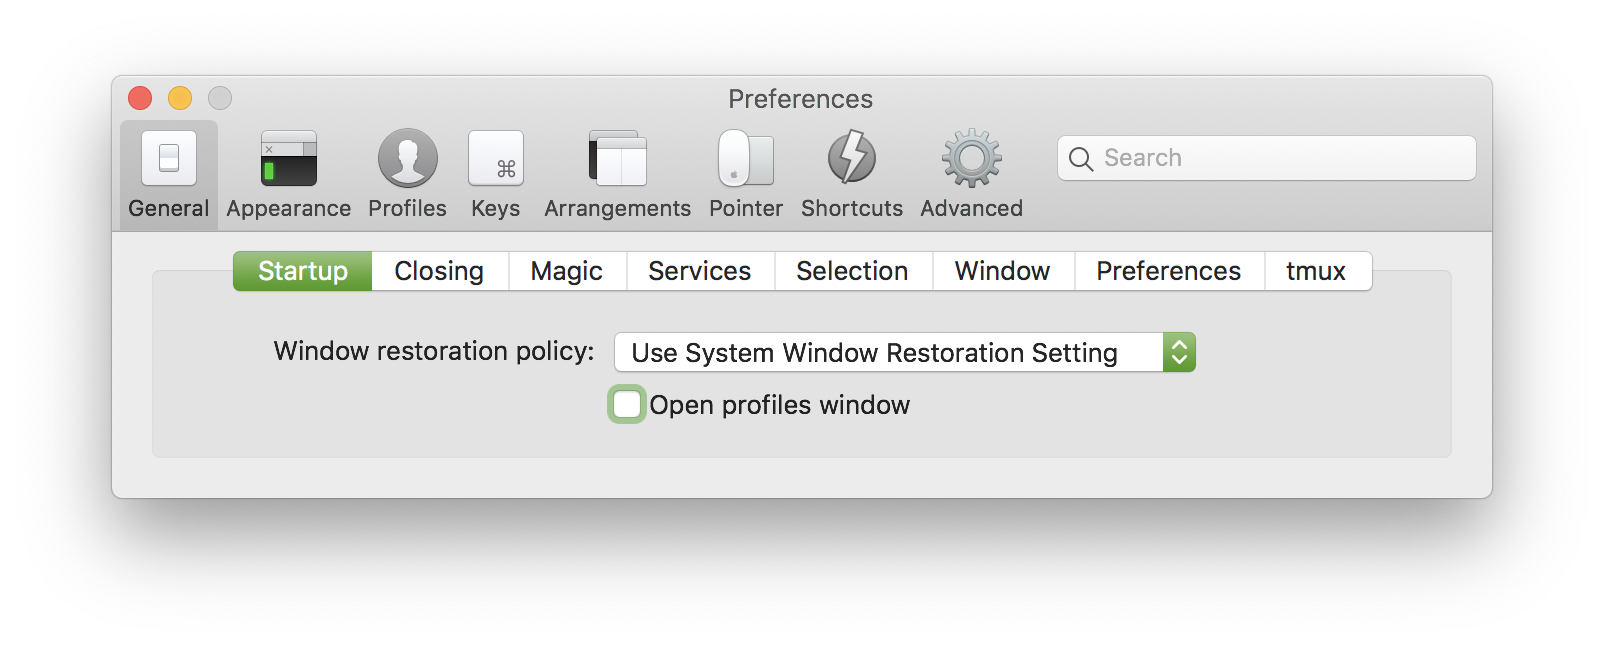 Preferences
General Appearance Profiles Keys Arrangements Pointer Shortcuts Advanced Search
Startup Closing Magic Services Selection Window Preferences tmux
Window restoration policy: Use System Window Restoration Setting
Open profiles window